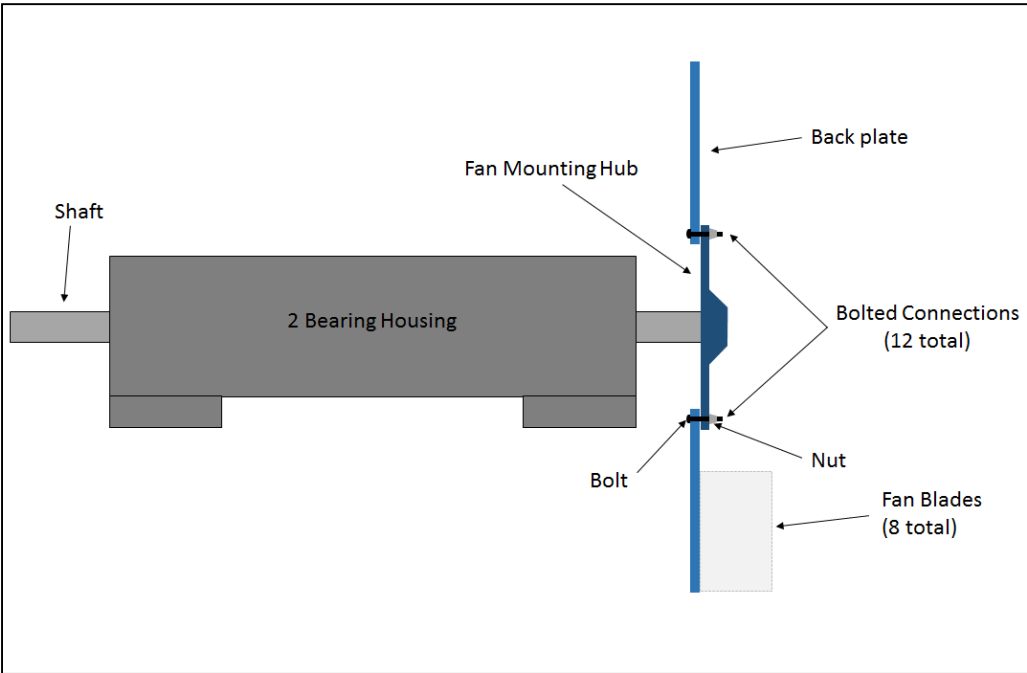 Back plate
Fan Mounting Hub
Shaft
2 Bearing Housing
Bolted Connections
(12 total)
Nut
Bolt
Fan Blades
(8 total)